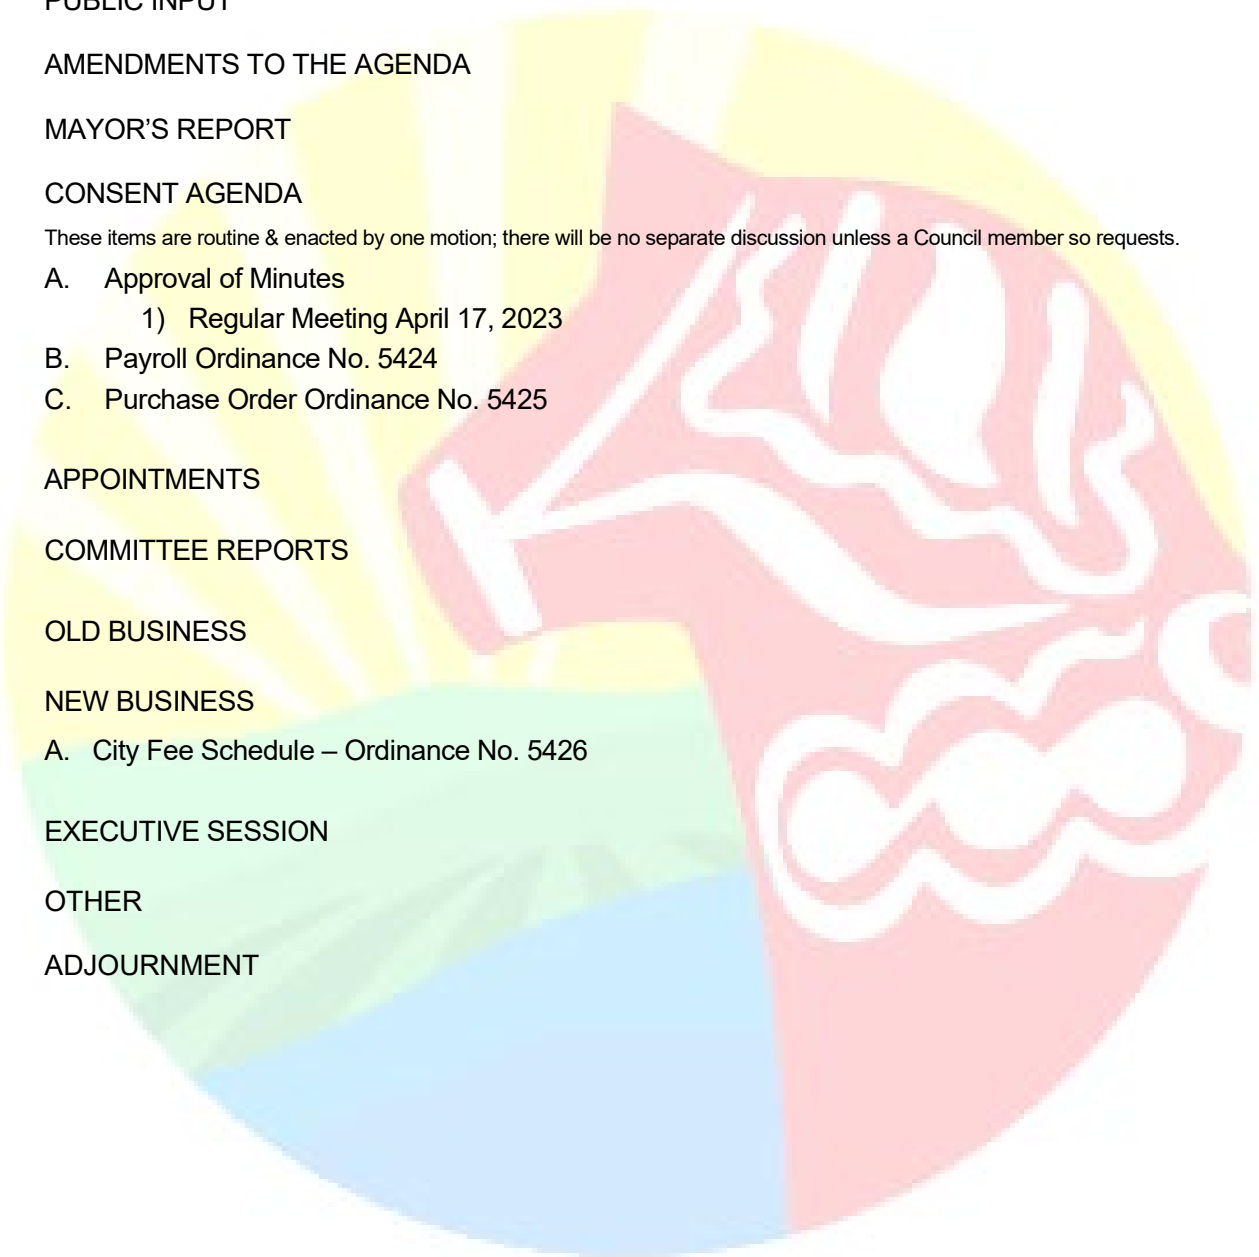 PUBLIC INPUT
AMENDMENTS TO THE AGENDA
MAYOR’S REPORT
CONSENT AGENDA
These items are routine & enacted by one motion; there will be no separate discussion unless a Council member so requests.
A. Approval of Minutes
1) Regular Meeting April 17, 2023
B. Payroll Ordinance No. 5424
C. Purchase Order Ordinance No. 5425
APPOINTMENTS
COMMITTEE REPORTS
OLD BUSINESS
NEW BUSINESS
A. City Fee Schedule – Ordinance No. 5426
EXECUTIVE SESSION
OTHER
ADJOURNMENT